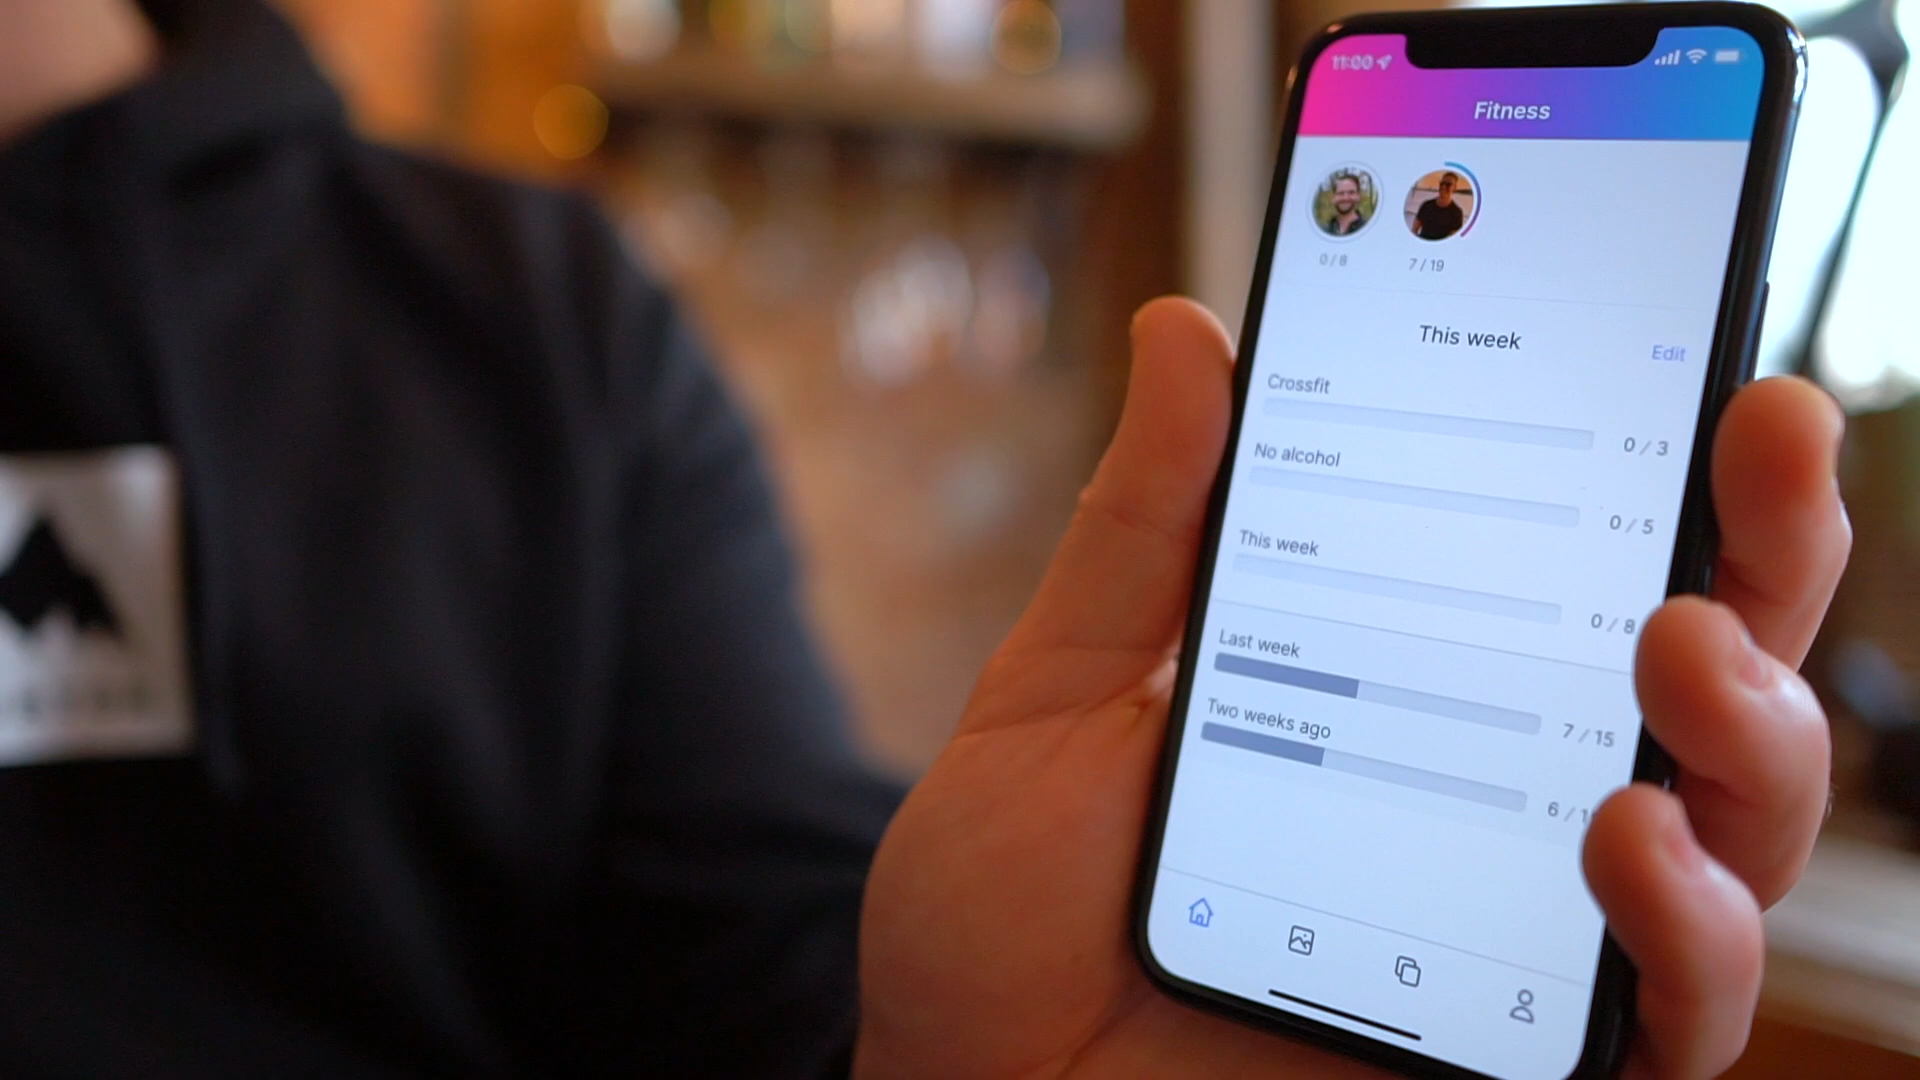 11:00
Fitness
0 / 8
7 / 19
This week
Edit
Crossfit
0 / 3
No alcohol
0 / 5
This week
0 / 8
Last week
7 / 15
Two weeks ago
6 /